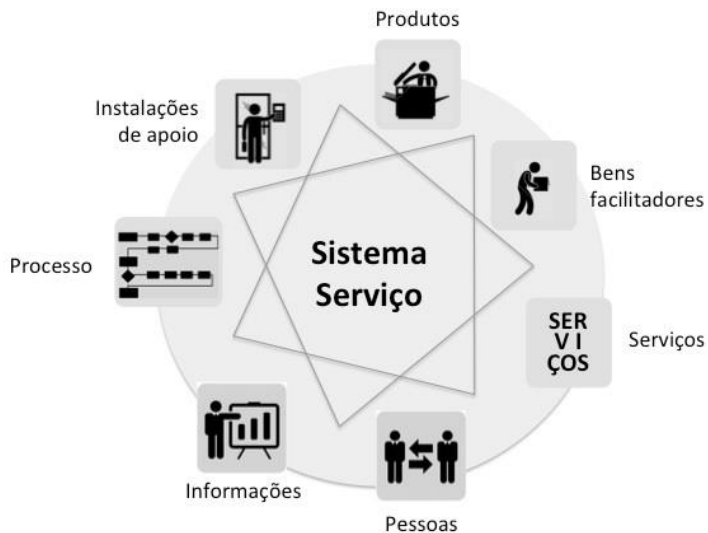 Produtos
Instalações
de apoio
Bens
facilitadores
Processo
Sistema
Serviço
SER
V I
ÇOS
Serviços
Informações
Pessoas